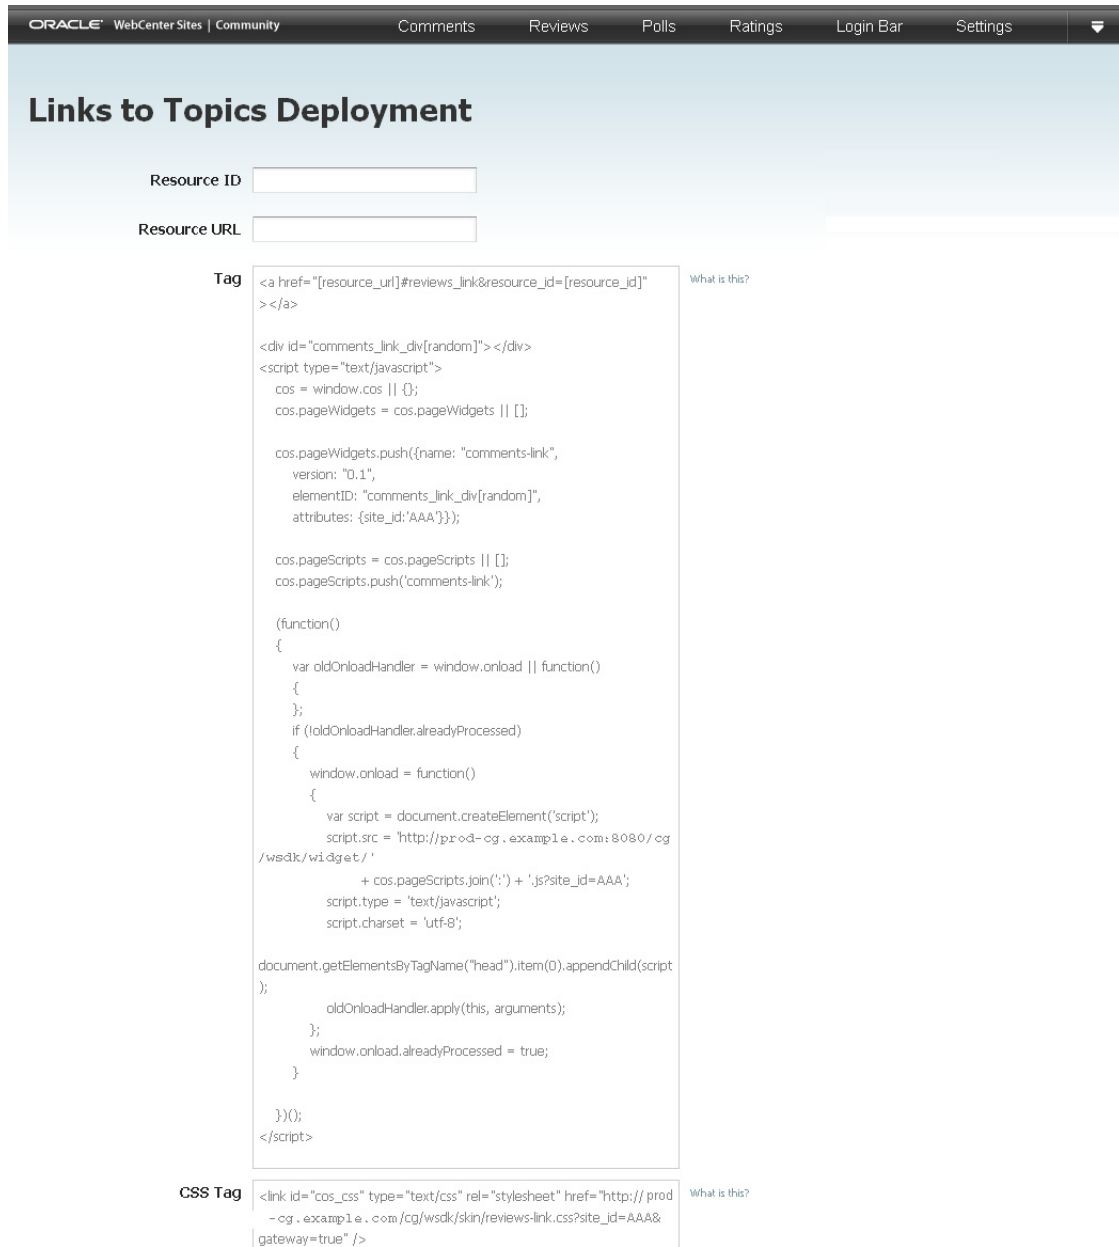 ORACLE WebCenter Sites | Community Comments Reviews Polls Ratings Login Bar Settings
Links to Topics Deployment
Resource ID
Resource URL
Tag
<a href="[resource_url]#reviews_link&resource_id=[resource_id]"
></a>
What is this?
<div id="comments_link_div[random]"></div>
<script type="text/javascript">
cos = window.cos || {};
cos.pageWidgets = cos.pageWidgets || [];
cos.pageWidgets.push({name: "comments-link",
version: "0.1",
elementID: "comments_link_div[random]",
attributes: {site_id:'AAA'}});
cos.pageScripts = cos.pageScripts || [];
cos.pageScripts.push('comments-link');
(function()
{
var oldOnloadHandler = window.onload || function()
{
};
if (!oldOnloadHandler.alreadyProcessed)
{
window.onload = function()
{
var script = document.createElement('script');
script.src = 'http://prod-cg.example.com:8080/cg
/wsdk/widget/'
+ cos.pageScripts.join(':') + '.js?site_id=AAA';
script.type = 'text/javascript';
script.charset = 'utf-8';
document.getElementsByTagName("head").item(0).appendChild(script
);
oldOnloadHandler.apply(this, arguments);
};
window.onload.alreadyProcessed = true;
}
})();
</script>
CSS Tag
<link id="cos_css" type="text/css" rel="stylesheet" href="http:// prod
-cg.example.com/cg/wsdk/skin/reviews-link.css?site_id=AAA&
gateway=true" />
What is this?